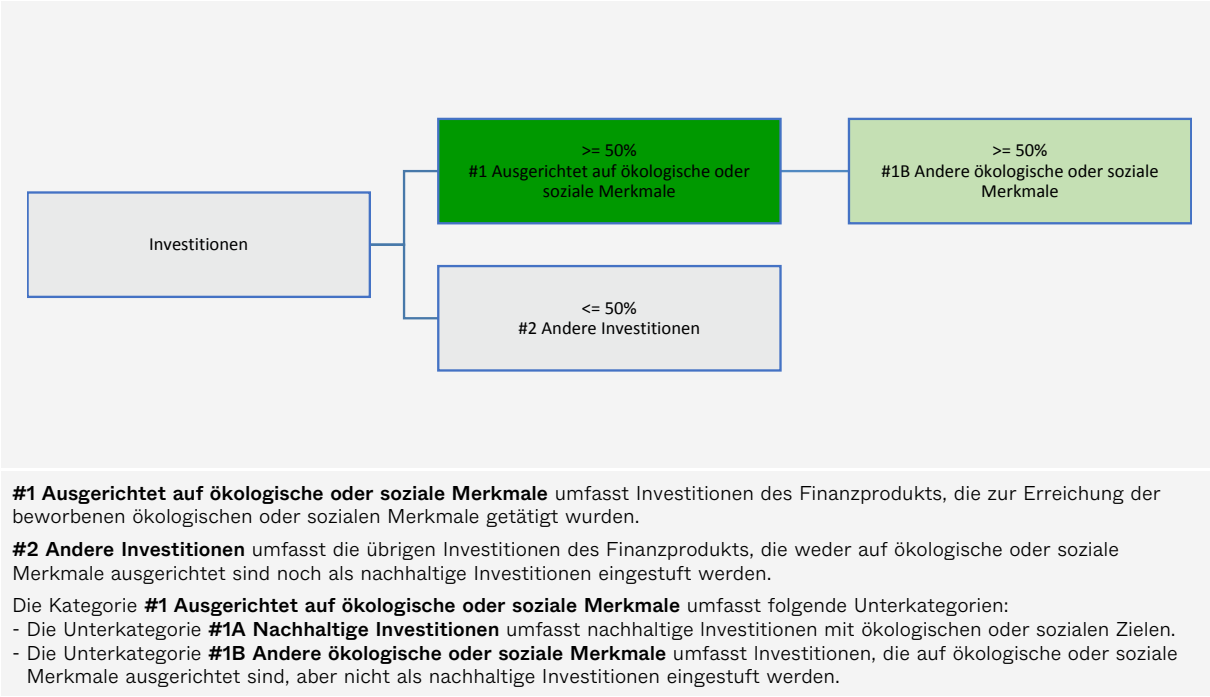 >= 50%
#1 Ausgerichtet auf ökologische oder
soziale Merkmale
>= 50%
#1B Andere ökologische oder soziale
Merkmale
Investitionen
<= 50%
#2 Andere Investitionen
#1 Ausgerichtet auf ökologische oder soziale Merkmale umfasst Investitionen des Finanzprodukts, die zur Erreichung der
beworbenen ökologischen oder sozialen Merkmale getätigt wurden.
#2 Andere Investitionen umfasst die übrigen Investitionen des Finanzprodukts, die weder auf ökologische oder soziale
Merkmale ausgerichtet sind noch als nachhaltige Investitionen eingestuft werden.
Die Kategorie #1 Ausgerichtet auf ökologische oder soziale Merkmale umfasst folgende Unterkategorien:
- Die Unterkategorie #1A Nachhaltige Investitionen umfasst nachhaltige Investitionen mit ökologischen oder sozialen Zielen.
- Die Unterkategorie #1B Andere ökologische oder soziale Merkmale umfasst Investitionen, die auf ökologische oder soziale
Merkmale ausgerichtet sind, aber nicht als nachhaltige Investitionen eingestuft werden.